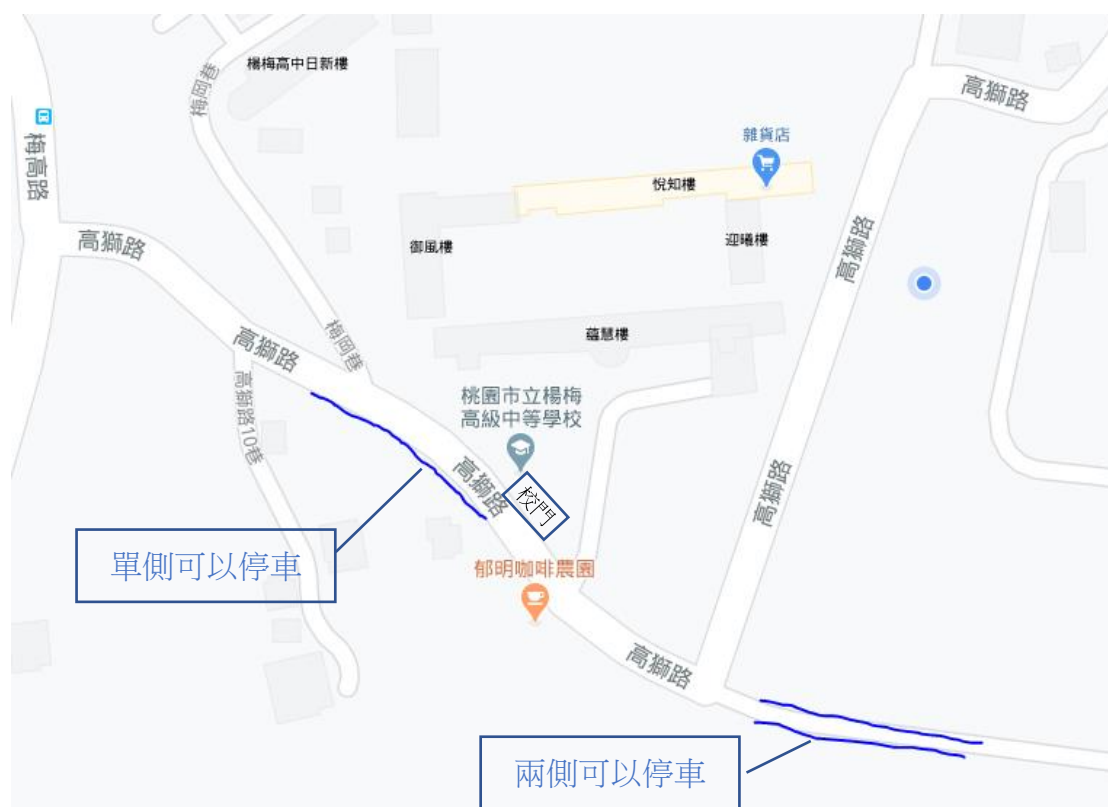 楊梅高中日新樓
梅岡巷
高獅路
梅高路
雜貨店
悅知樓
御風樓
迎曦樓
高獅路
高獅路
蘊慧樓
梅岡巷
高獅路
高獅路10巷
桃園市立楊梅
高級中等學校
高獅路
校門
高獅路
單側可以停車
郁明咖啡農園
高獅路
兩側可以停車